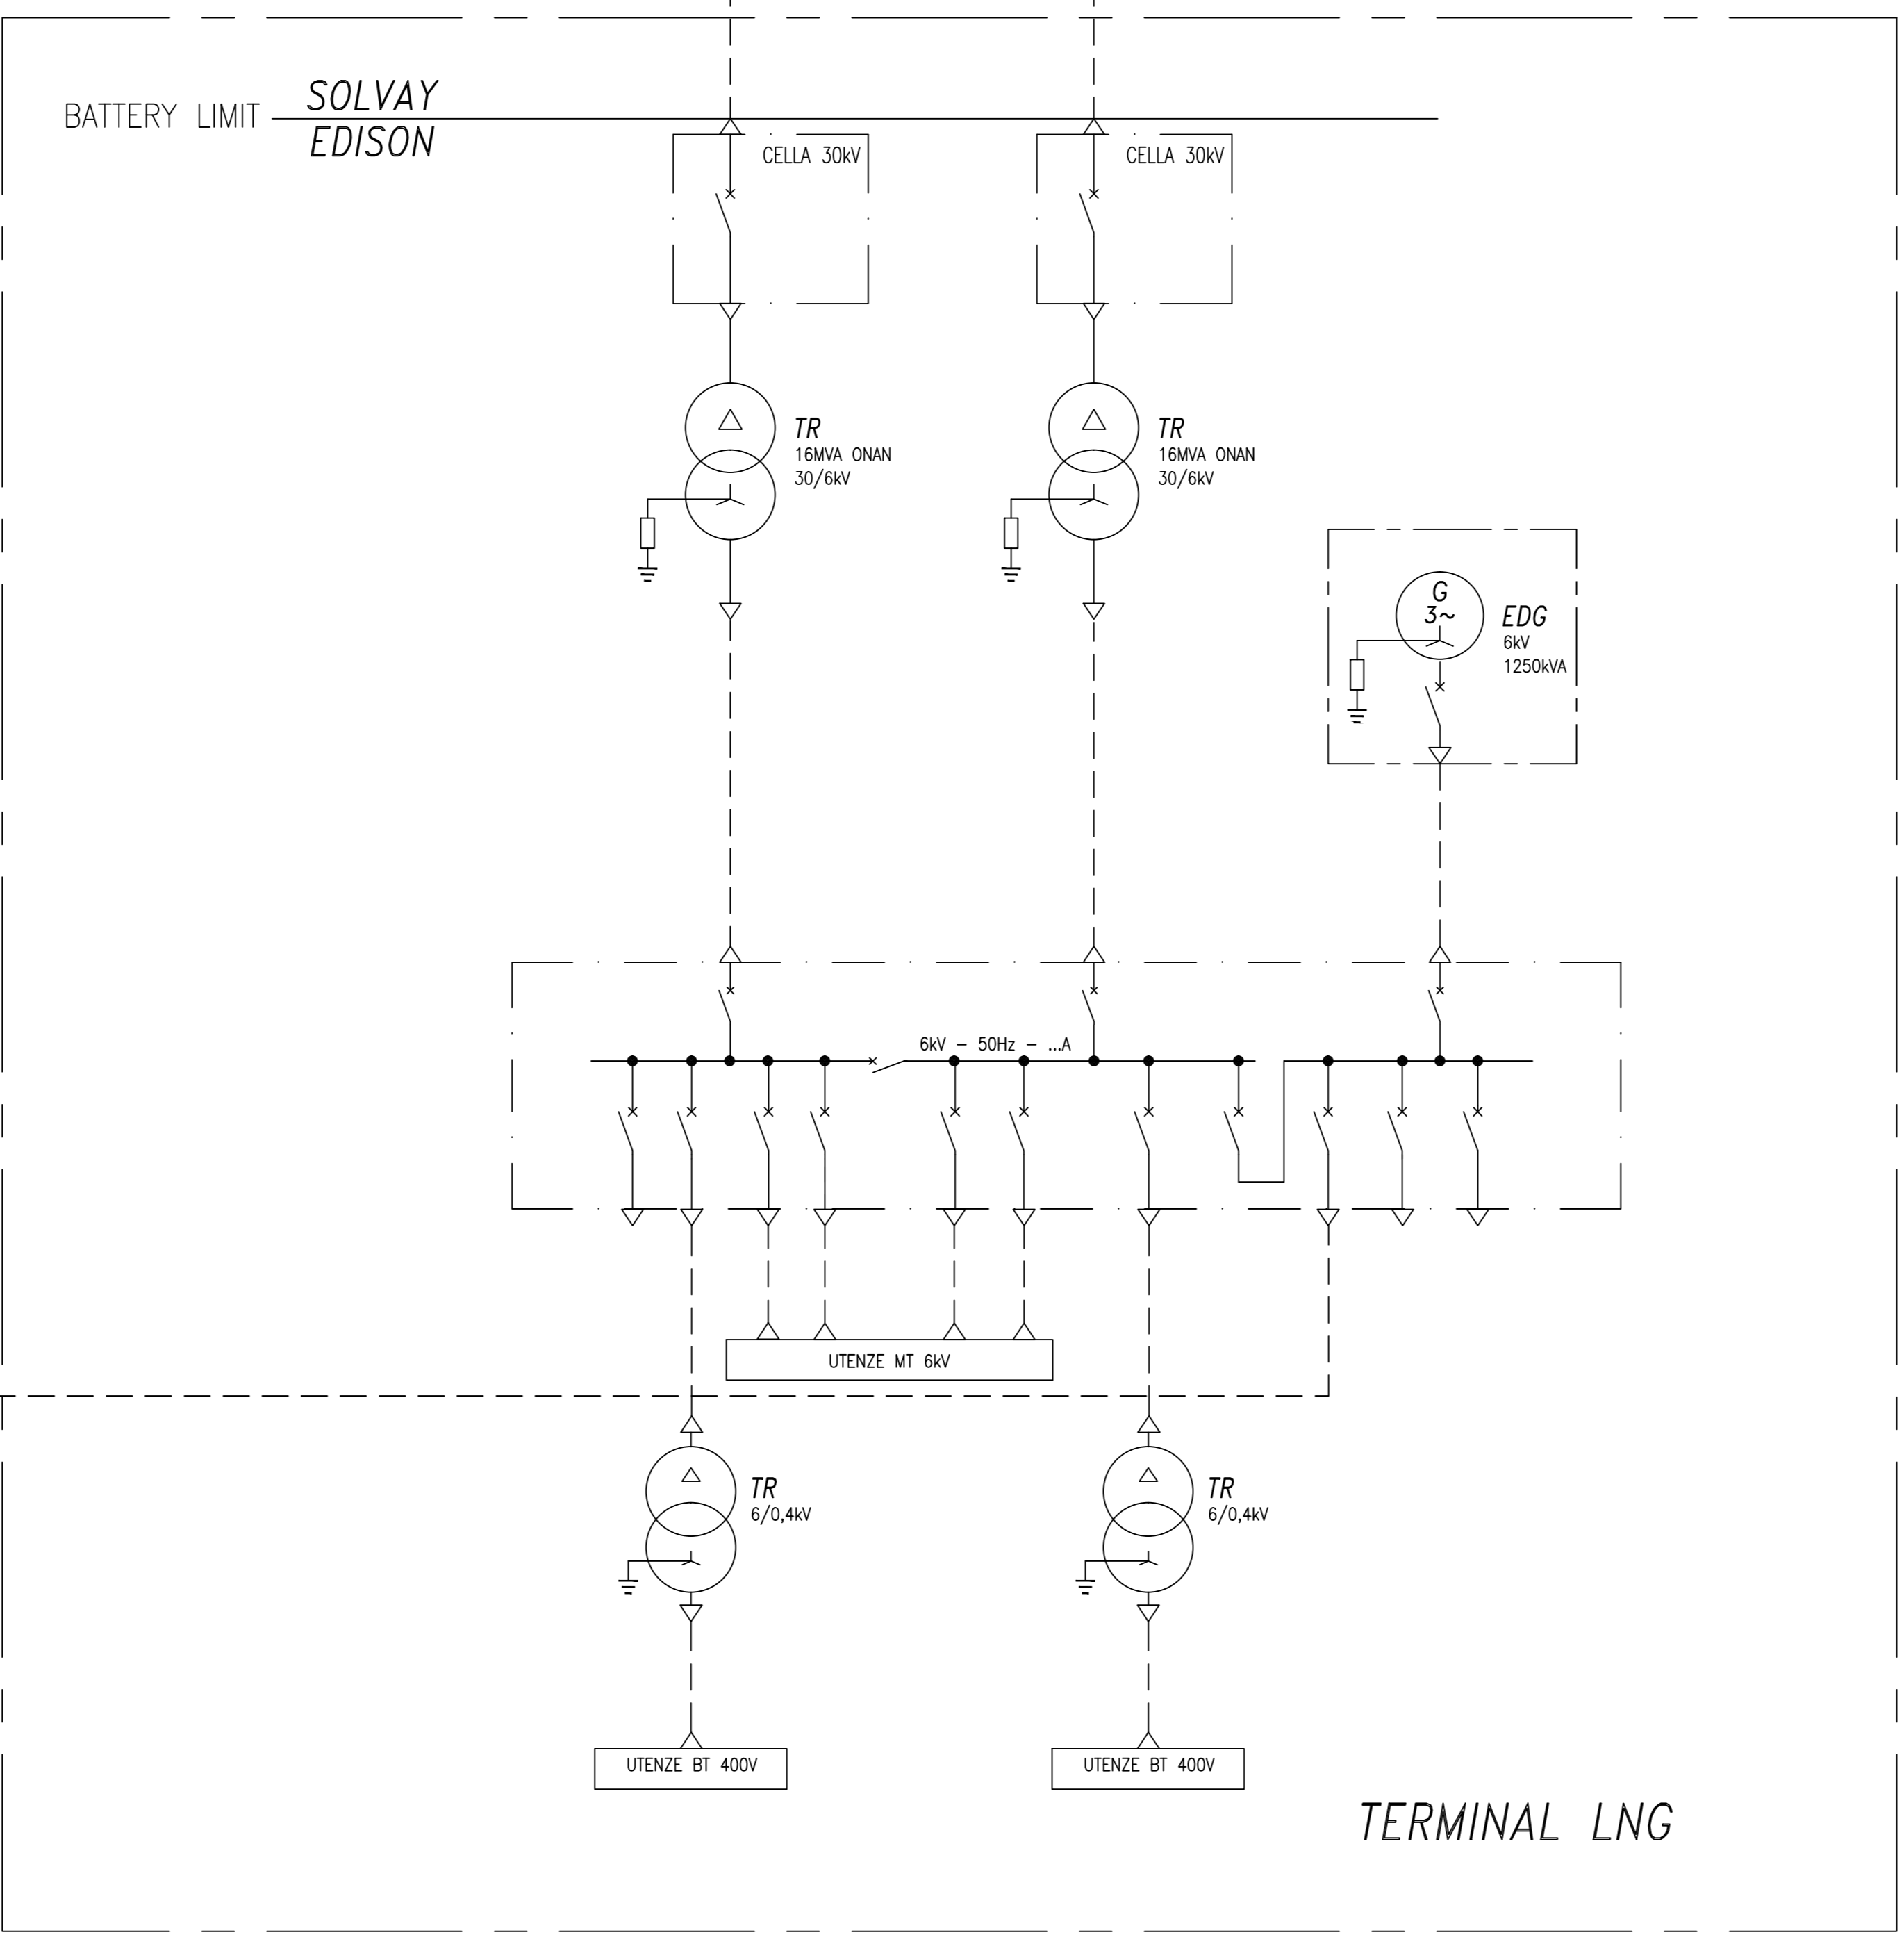 SOLVAY
BATTERY LIMIT
EDISON
CELLA 30kV
CELLA 30kV
TR
16MVA ONAN
30/6kV
TR
16MVA ONAN
30/6kV
G
3~
EDG
6kV
1250kVA
6kV – 50Hz – ...A
UTENZE MT 6kV
TR
6/0,4kV
TR
6/0,4kV
UTENZE BT 400V
UTENZE BT 400V
TERMINAL LNG